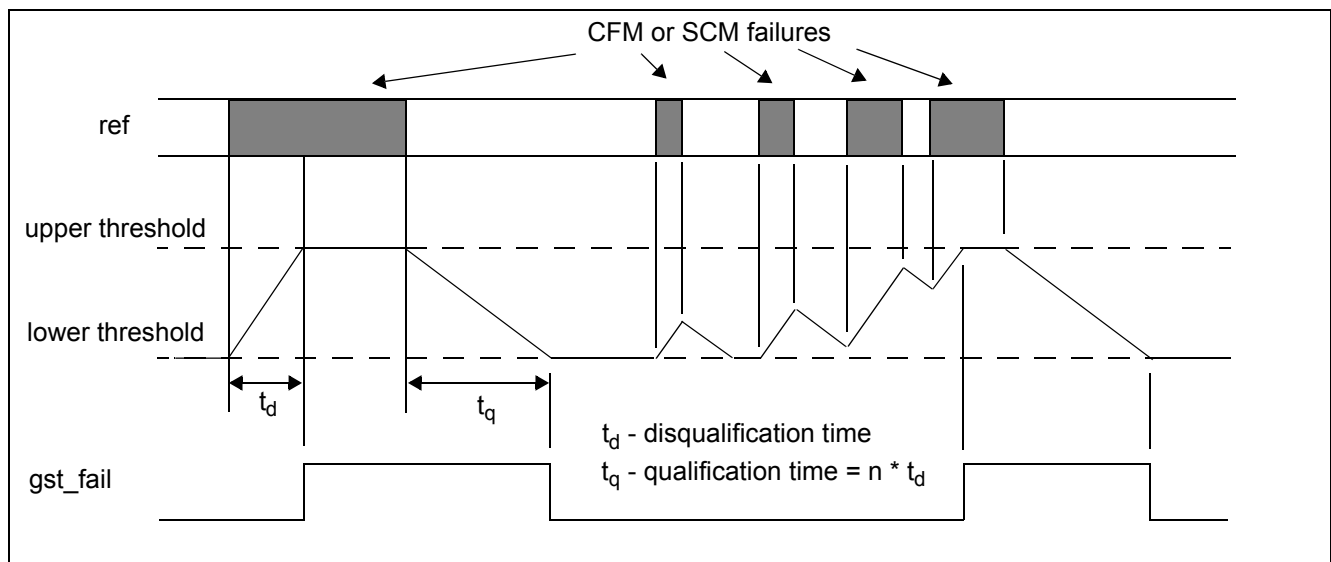 CFM or SCM failures
ref
upper threshold
lower threshold
td
tq
td - disqualification time
tq - qualification time = n * td
gst_fail